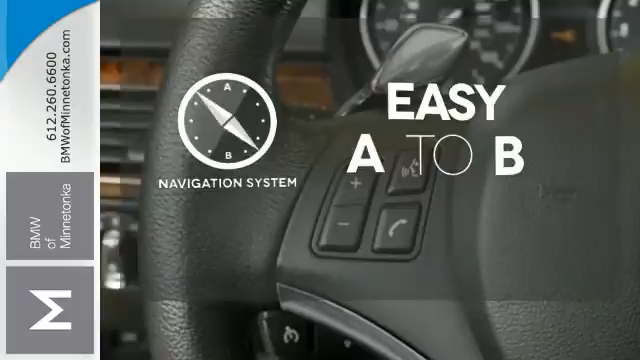 612.260.6600
BMWofMinnetonka.com
BMW
of
Minnetonka
M
A
B
NAVIGATION SYSTEM
EASY
A TO B
+
−